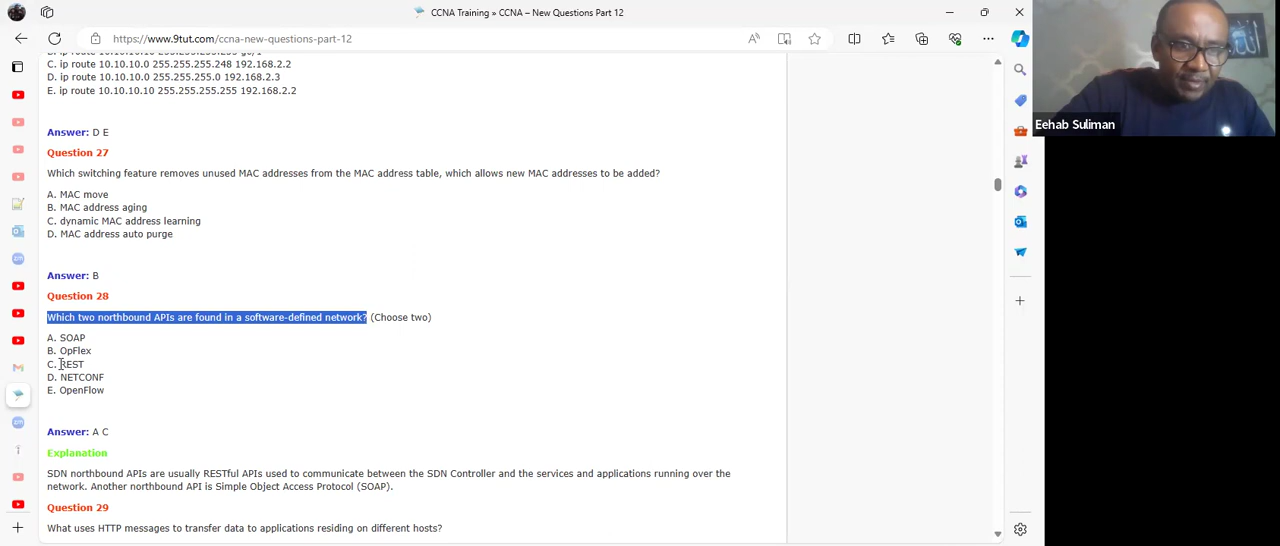 CCNA Training » CCNA – New Questions Part 12
https://www.9tut.com/ccna-new-questions-part-12
C. ip route 10.10.10.0 255.255.255.248 192.168.2.2
D. ip route 10.10.10.0 255.255.255.0 192.168.2.3
E. ip route 10.10.10.10 255.255.255.255 192.168.2.2
Answer: D E
Question 27
Which switching feature removes unused MAC addresses from the MAC address table, which allows new MAC addresses to be added?
A. MAC move
B. MAC address aging
C. dynamic MAC address learning
D. MAC address auto purge
Answer: B
Question 28
Which two northbound APIs are found in a software-defined network? (Choose two)
A. SOAP
B. OpFlex
C. REST
D. NETCONF
E. OpenFlow
Answer: A C
Explanation
SDN northbound APIs are usually RESTful APIs used to communicate between the SDN Controller and the services and applications running over the
network. Another northbound API is Simple Object Access Protocol (SOAP).
Question 29
What uses HTTP messages to transfer data to applications residing on different hosts?
Eehab Suliman